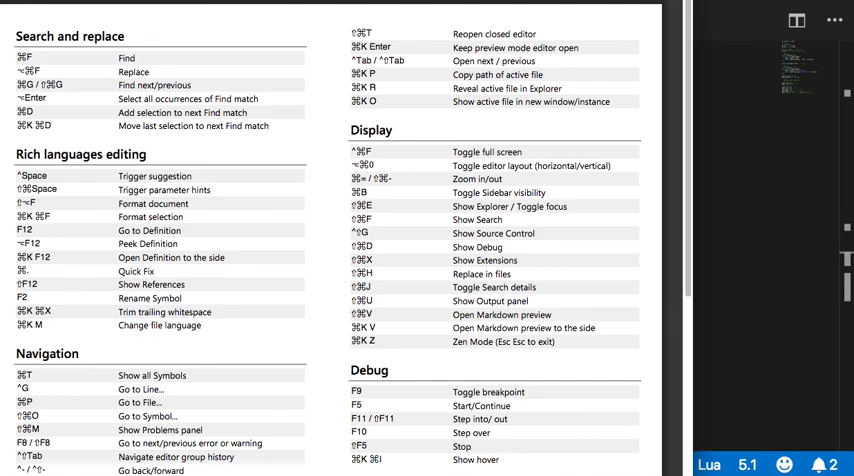 Search and replace
⌘F Find
⌥⌘F Replace
⌘G / ⇧⌘G Find next/previous
⌥Enter Select all occurrences of Find match
⌘D Add selection to next Find match
⌘K ⌘D Move last selection to next Find match
Rich languages editing
^Space Trigger suggestion
⇧⌘Space Trigger parameter hints
⇧⌥F Format document
⌘K ⌘F Format selection
F12 Go to Definition
⌥F12 Peek Definition
⌘K F12 Open Definition to the side
⌘. Quick Fix
⇧F12 Show References
F2 Rename Symbol
⌘K ⌘X Trim trailing whitespace
⌘K M Change file language
Navigation
⌘T Show all Symbols
^G Go to Line...
⌘P Go to File...
⇧⌘O Go to Symbol...
⇧⌘M Show Problems panel
F8 / ⇧F8 Go to next/previous error or warning
^⇧Tab Navigate editor group history
^- / ^⇧- Go back/forward
⇧⌘T Reopen closed editor
⌘K Enter Keep preview mode editor open
^Tab / ^⇧Tab Open next / previous
⌘K P Copy path of active file
⌘K R Reveal active file in Explorer
⌘K O Show active file in new window/instance
Display
^⌘F Toggle full screen
⌥⌘0 Toggle editor layout (horizontal/vertical)
⌘= / ⇧⌘- Zoom in/out
⌘B Toggle Sidebar visibility
⇧⌘E Show Explorer / Toggle focus
⇧⌘F Show Search
^⇧G Show Source Control
⇧⌘D Show Debug
⇧⌘X Show Extensions
⇧⌘H Replace in files
⇧⌘J Toggle Search details
⇧⌘U Show Output panel
⇧⌘V Open Markdown preview
⌘K V Open Markdown preview to the side
⌘K Z Zen Mode (Esc Esc to exit)
Debug
F9 Toggle breakpoint
F5 Start/Continue
F11 / ⇧F11 Step into/ out
F10 Step over
⇧F5 Stop
⌘K ⌘I Show hover
Lua 5.1 2